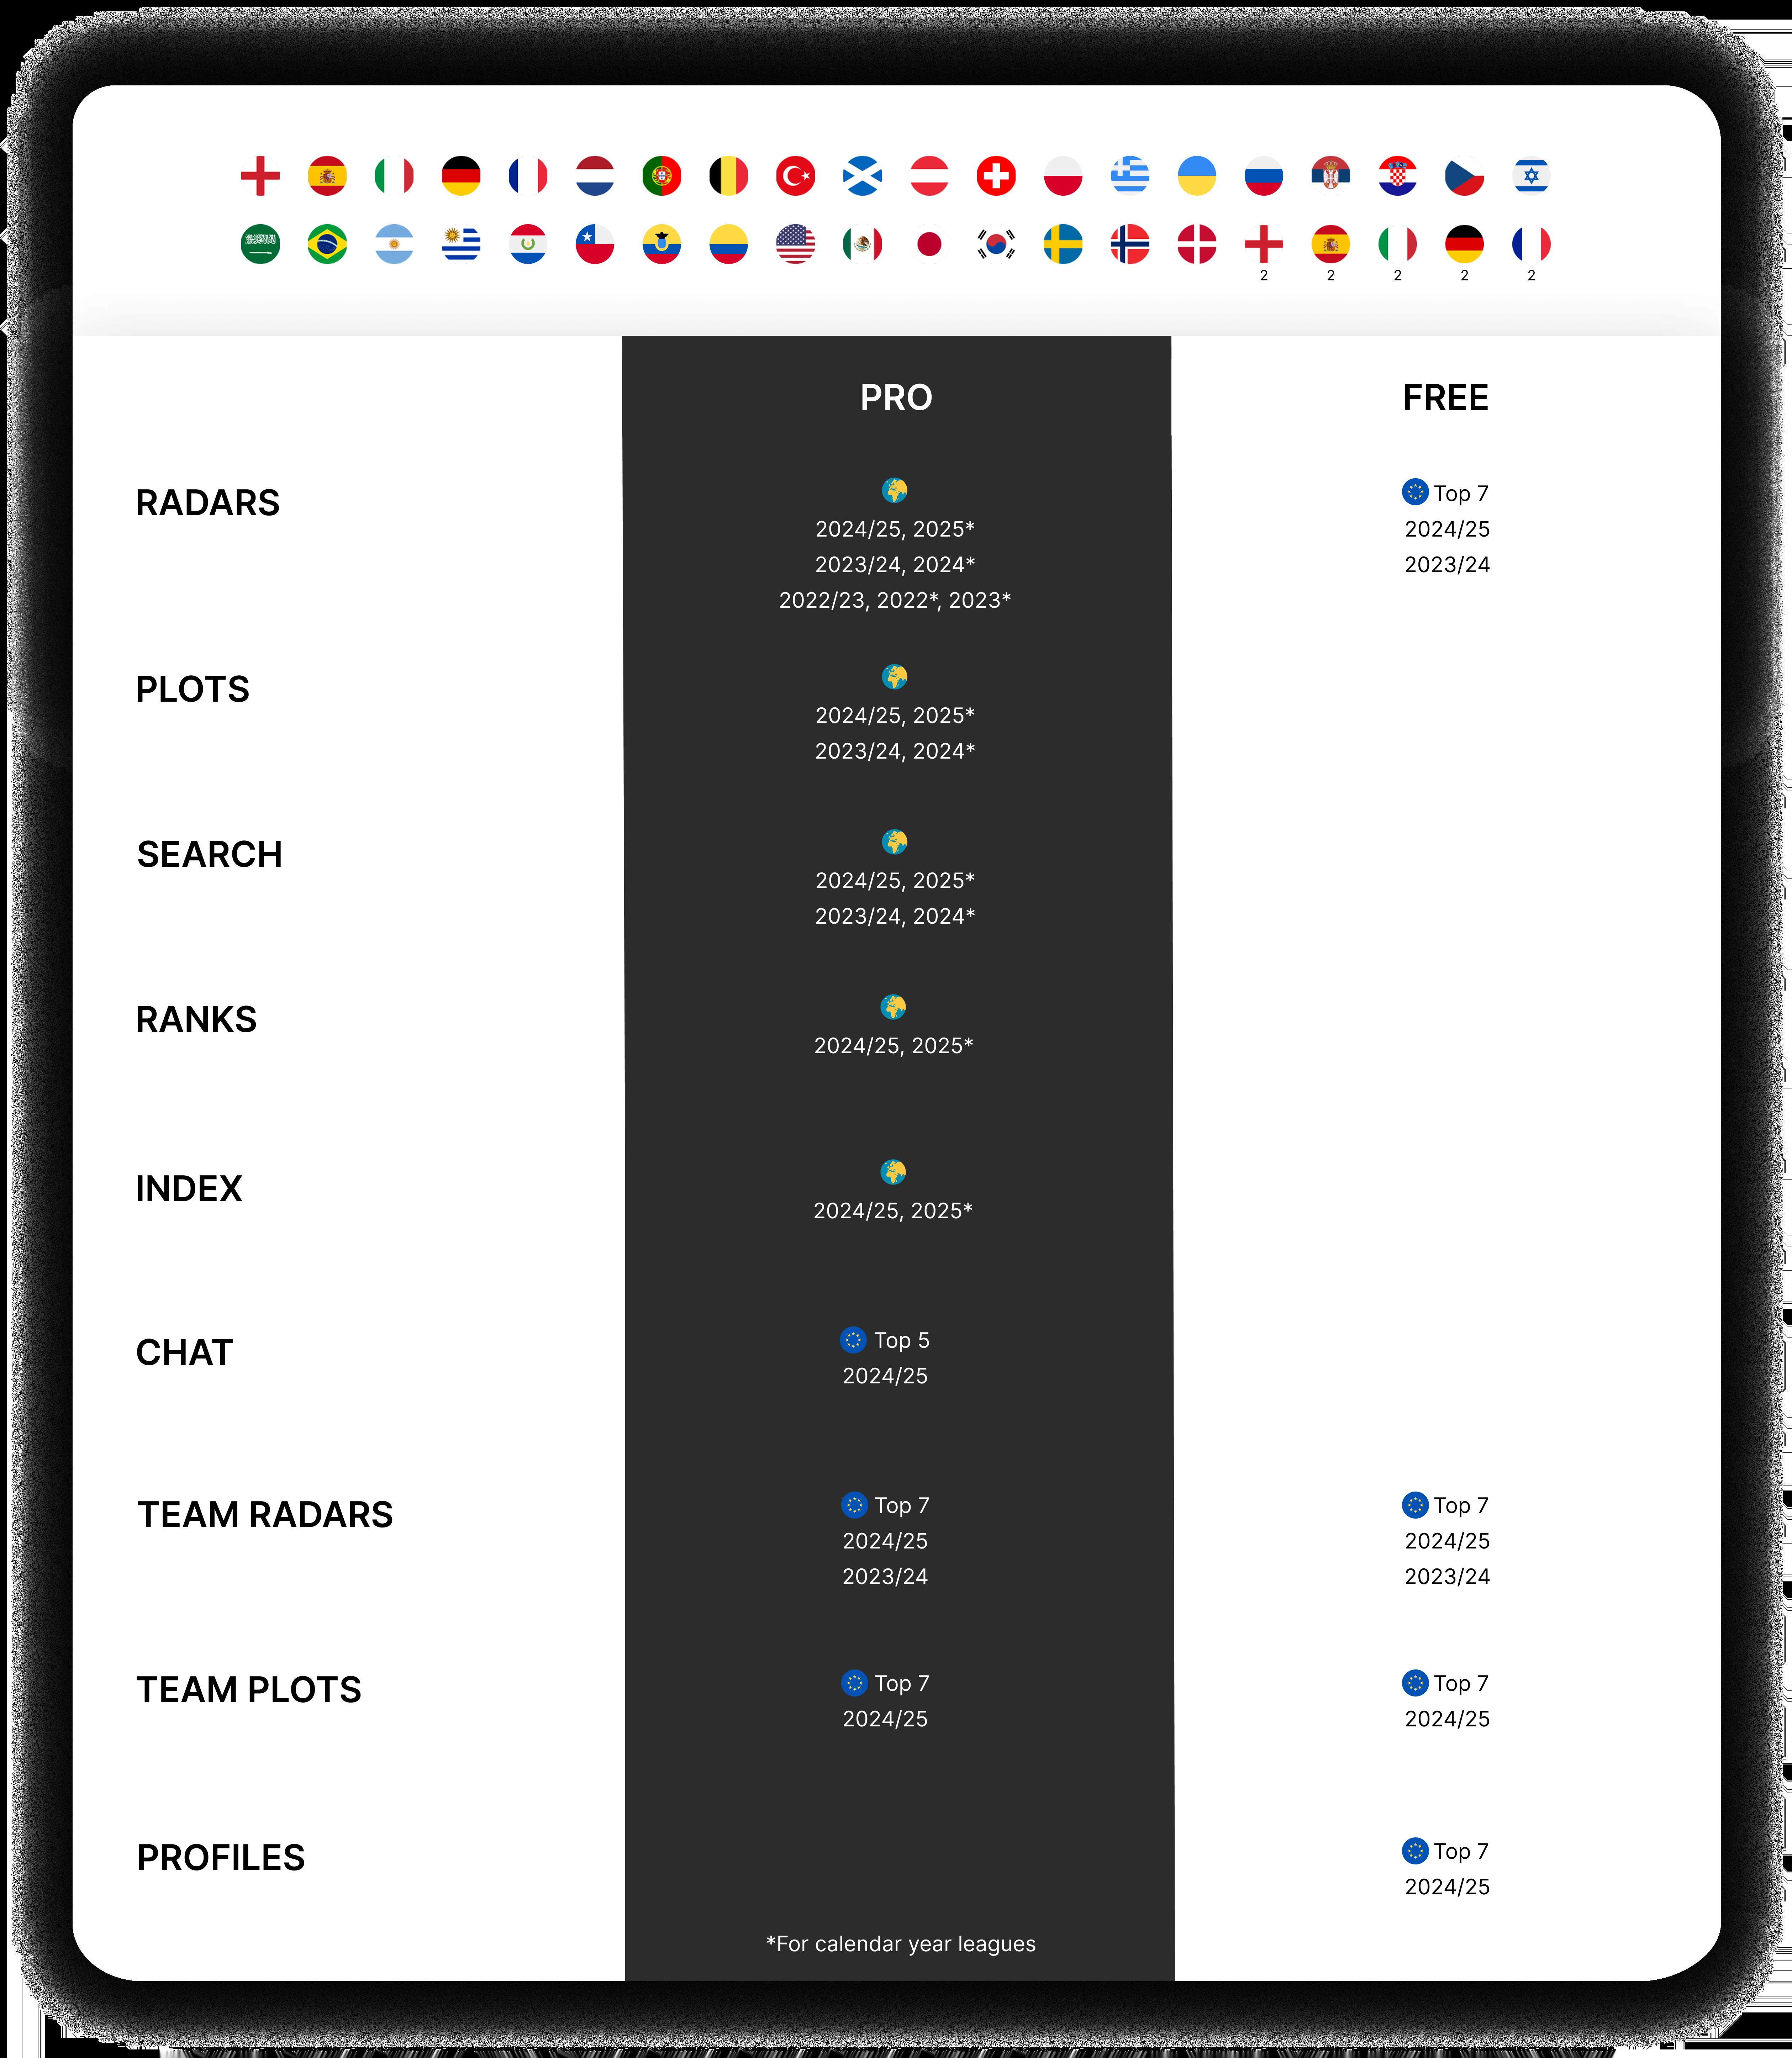 2 2 2 2 2
PRO FREE
RADARS
Top 7
2024/25, 2025* 2024/25
2023/24, 2024* 2023/24
2022/23, 2022*, 2023*
PLOTS
2024/25, 2025*
2023/24, 2024*
SEARCH
2024/25, 2025*
2023/24, 2024*
RANKS
2024/25, 2025*
INDEX
2024/25, 2025*
CHAT
Top 5
2024/25
TEAM RADARS
Top 7 Top 7
2024/25 2024/25
2023/24 2023/24
TEAM PLOTS
Top 7 Top 7
2024/25 2024/25
PROFILES
Top 7
2024/25
*For calendar year leagues